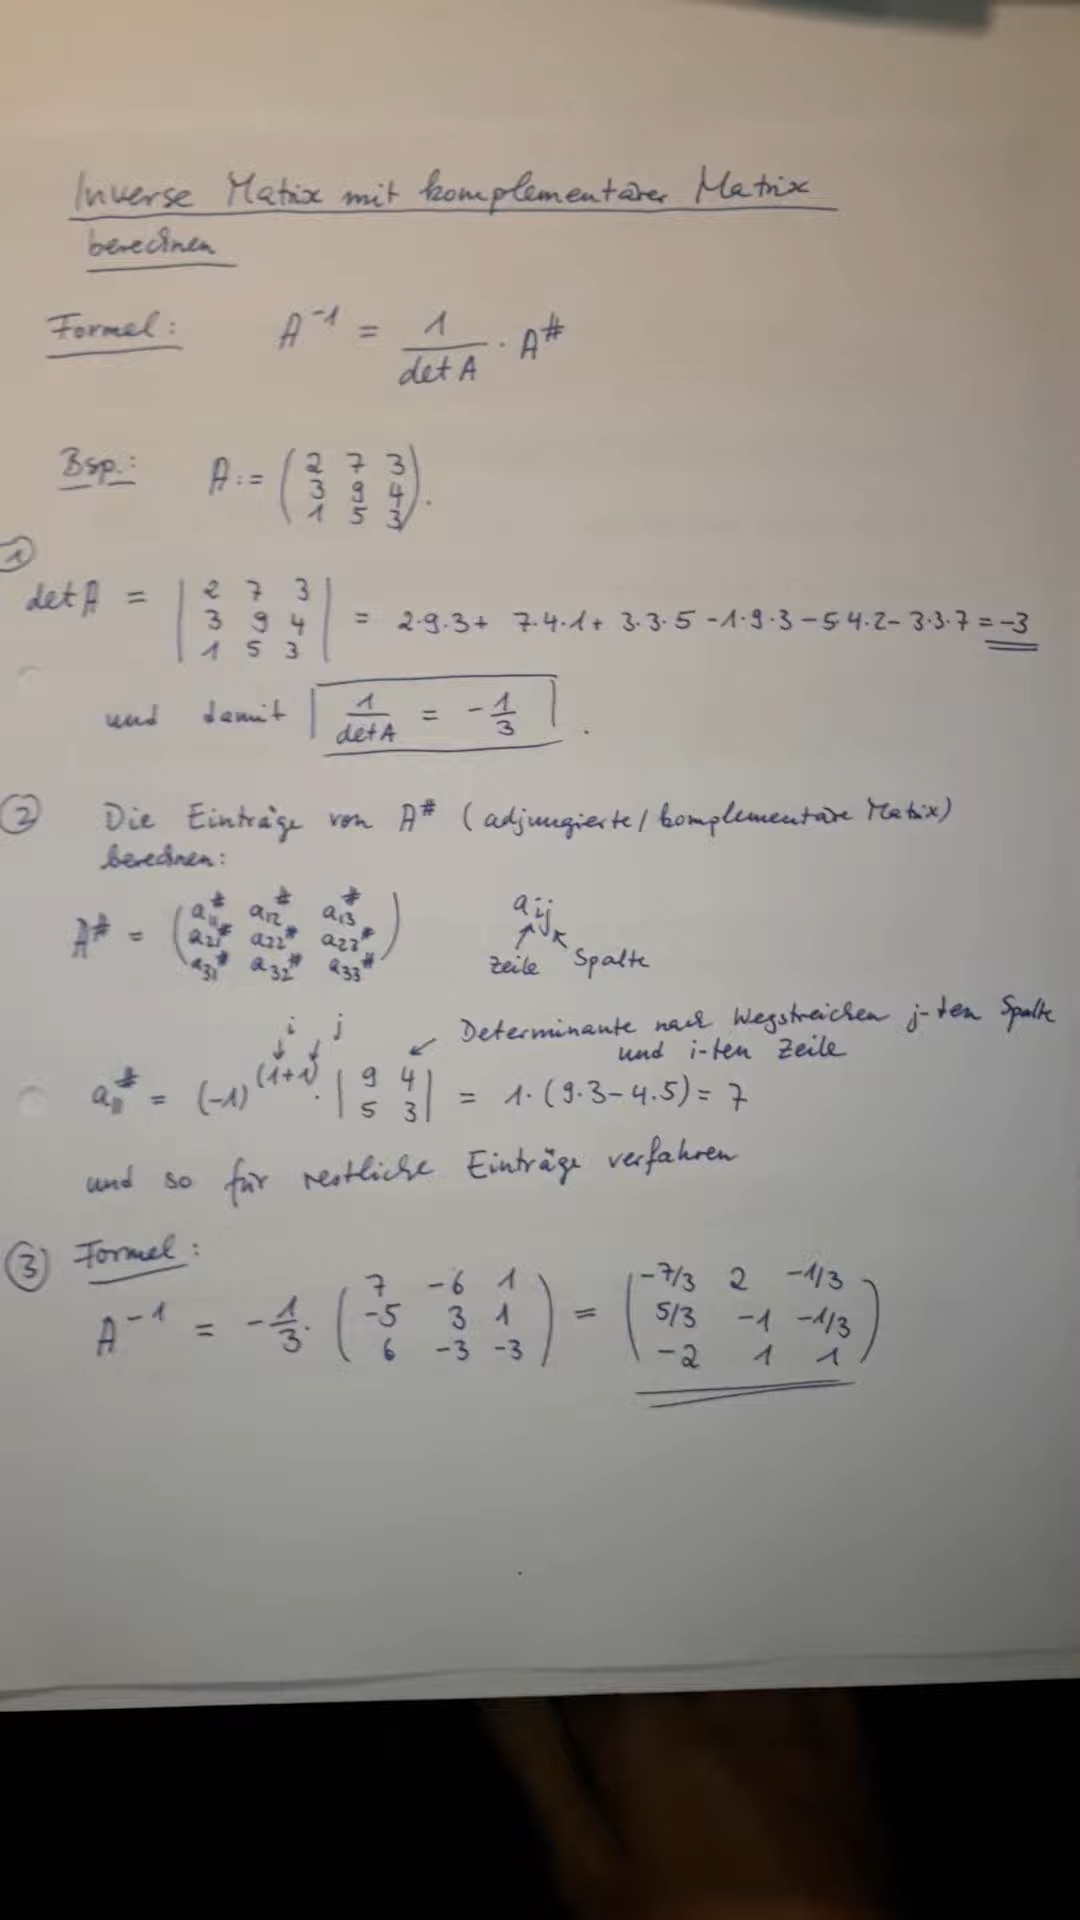 Inverse Matrix mit komplementärer Matrix
berechnen
Formel: A^-1 = 1/det A · A^#
Bsp.: A := (2 7 3
3 9 4
1 5 3).
①
det A = |2 7 3
3 9 4
1 5 3| = 2·9·3 + 7·4·1 + 3·3·5 - 1·9·3 - 5·4·2 - 3·3·7 = -3
und damit 1/det A = -1/3 .
② Die Einträge von A^# (adjungierte / komplementäre Matrix)
berechnen:
A^# = (a11^# a12^# a13^#
a21^# a22^# a23^#
a31^# a32^# a33^#)
aij
Zeile Spalte
i j
Determinante nach Wegstreichen j-ten Spalte
und i-ten Zeile
a11^# = (-1)^(1+1) · |9 4
5 3| = 1·(9·3-4·5) = 7
und so für restliche Einträge verfahren
③ Formel:
A^-1 = -1/3 · (7 -6 1
-5 3 1
6 -3 -3) = (-7/3 2 -1/3
5/3 -1 -1/3
-2 1 1)